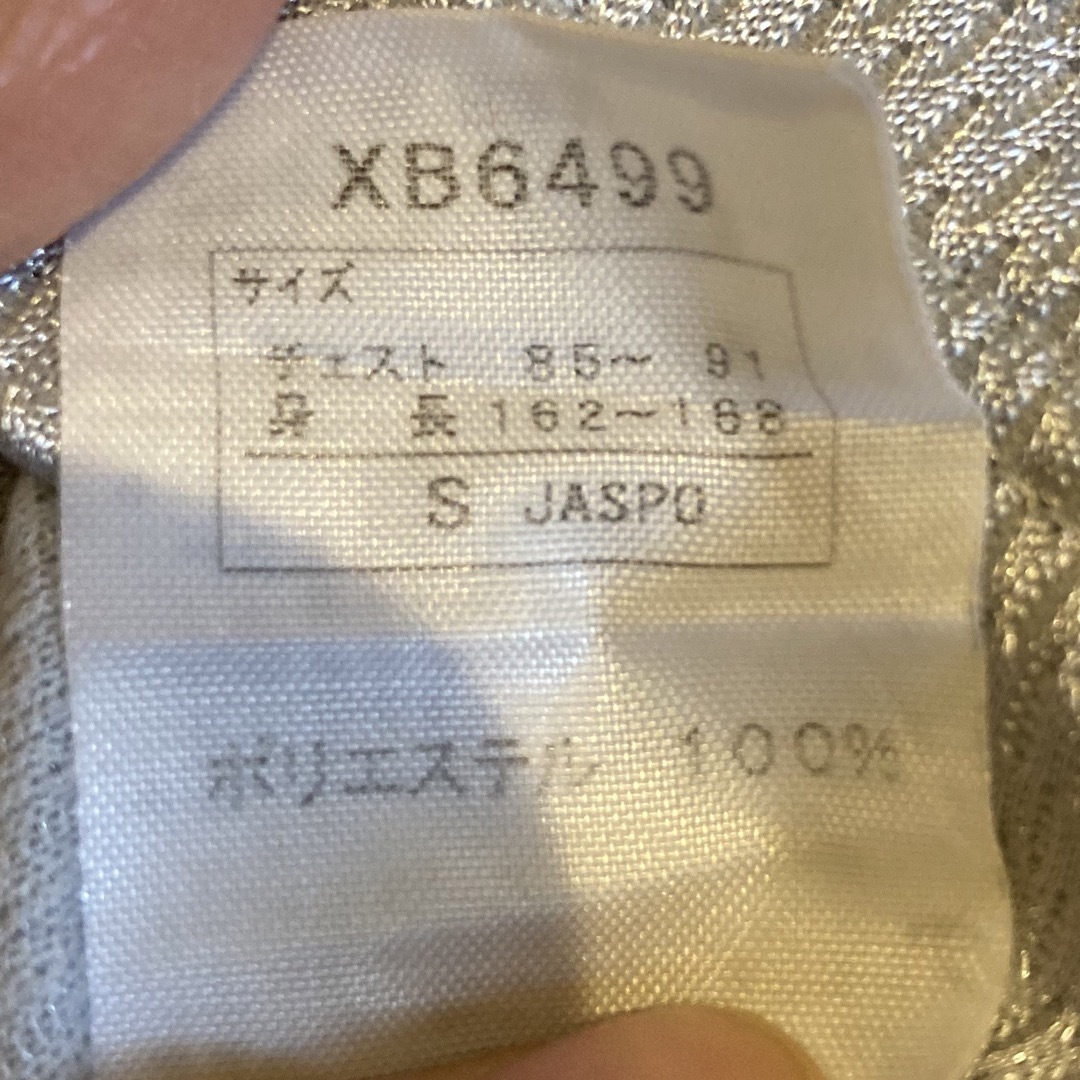 XB6499
サイズ
チェスト 85～ 91
身 長 162～168
S JASPO
ポリエステル 100%